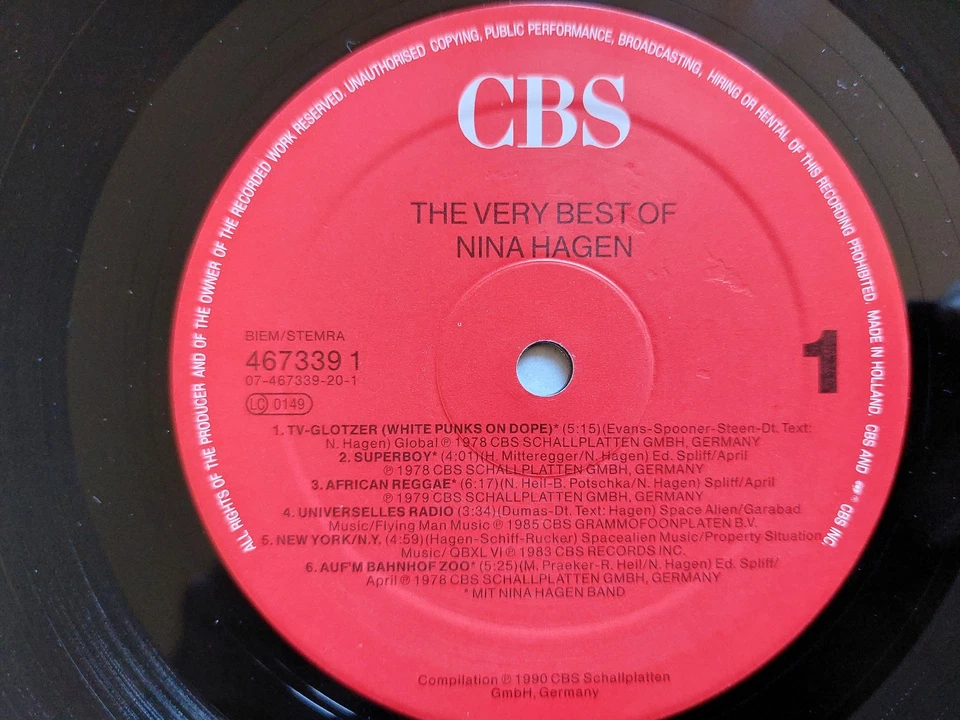 ALL RIGHTS OF THE PRODUCER AND OF THE OWNER OF THE RECORDED WORK RESERVED. UNAUTHORISED COPYING, PUBLIC PERFORMANCE, BROADCASTING, HIRING OR RENTAL OF THIS RECORDING PROHIBITED. MADE IN HOLLAND. CBS AND ® CBS INC.
CBS
THE VERY BEST OF
NINA HAGEN
BIEM/STEMRA
467339 1
07-467339-20-1
LC 0149
1
1. TV-GLOTZER (WHITE PUNKS ON DOPE)* (5:15)(Evans-Spooner-Steen-Dt. Text:
N. Hagen) Global ℗ 1978 CBS SCHALLPLATTEN GMBH, GERMANY
2. SUPERBOY* (4:01)(H. Mitteregger/N. Hagen) Ed. Spliff/April
℗ 1978 CBS SCHALLPLATTEN GMBH, GERMANY
3. AFRICAN REGGAE* (6:17)(N. Heil-B. Potschka/N. Hagen) Spliff/April
℗ 1979 CBS SCHALLPLATTEN GMBH, GERMANY
4. UNIVERSELLES RADIO (3:34)(Dumas-Dt. Text: Hagen) Space Alien/Garabad
Music/Flying Man Music ℗ 1985 CBS GRAMMOFOONPLATEN B.V.
5. NEW YORK/N.Y. (4:59)(Hagen-Schiff-Rucker) Spacealien Music/Property Situation
Music/ QBXL VI ℗ 1983 CBS RECORDS INC.
6. AUF'M BAHNHOF ZOO* (5:25)(M. Praeker-R. Heil/N. Hagen) Ed. Spliff/
April ℗ 1978 CBS SCHALLPLATTEN GMBH, GERMANY
* MIT NINA HAGEN BAND
Compilation ℗ 1990 CBS Schallplatten
GmbH, Germany